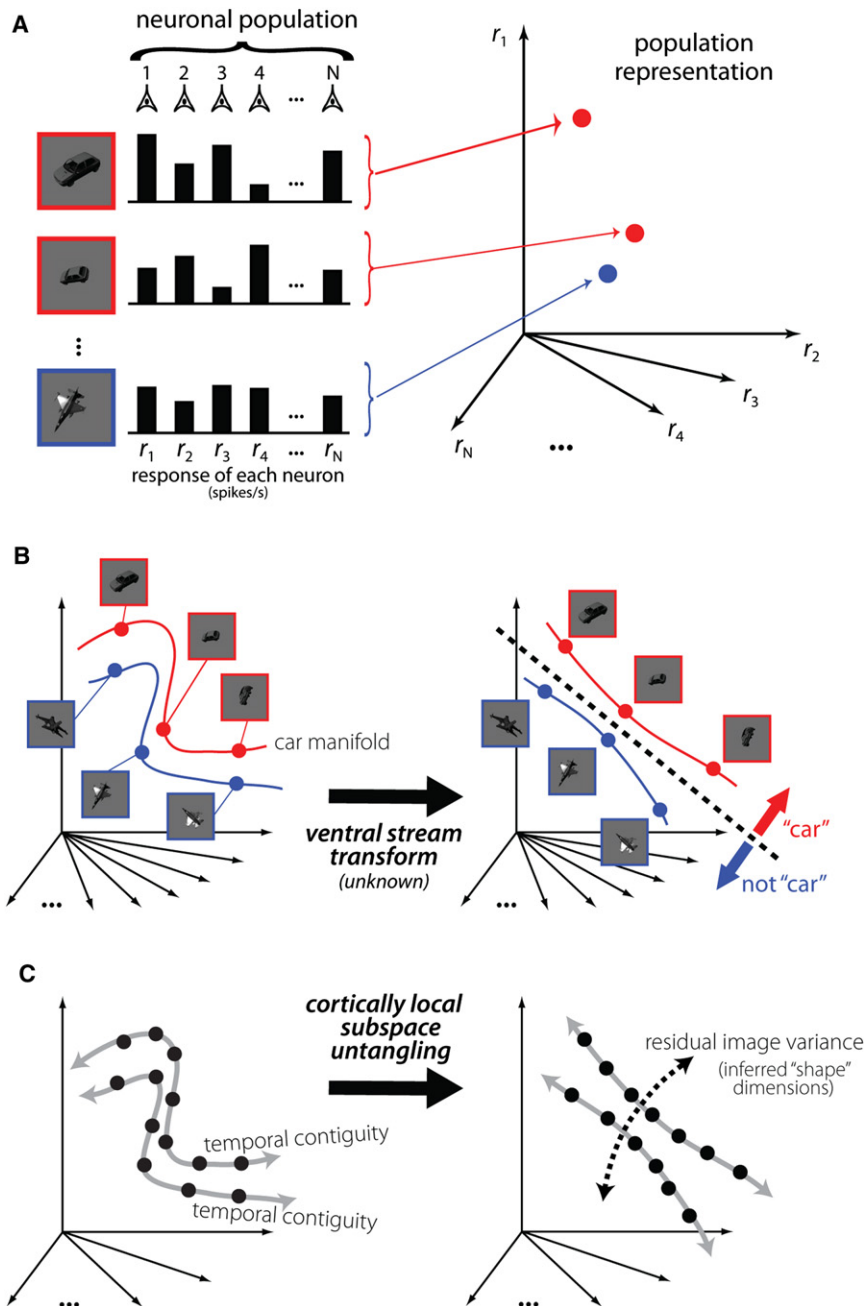 A
neuronal population
1 2 3 4 ... N
population
representation
r1
r2
r3
r4
rN
...
...
...
...
...
r1 r2 r3 r4 ... rN
response of each neuron
(spikes/s)
B
car manifold
ventral stream
transform
(unknown)
"car"
not "car"
...
...
C
cortically local
subspace
untangling
temporal contiguity
temporal contiguity
residual image variance
(inferred "shape"
dimensions)
...
...